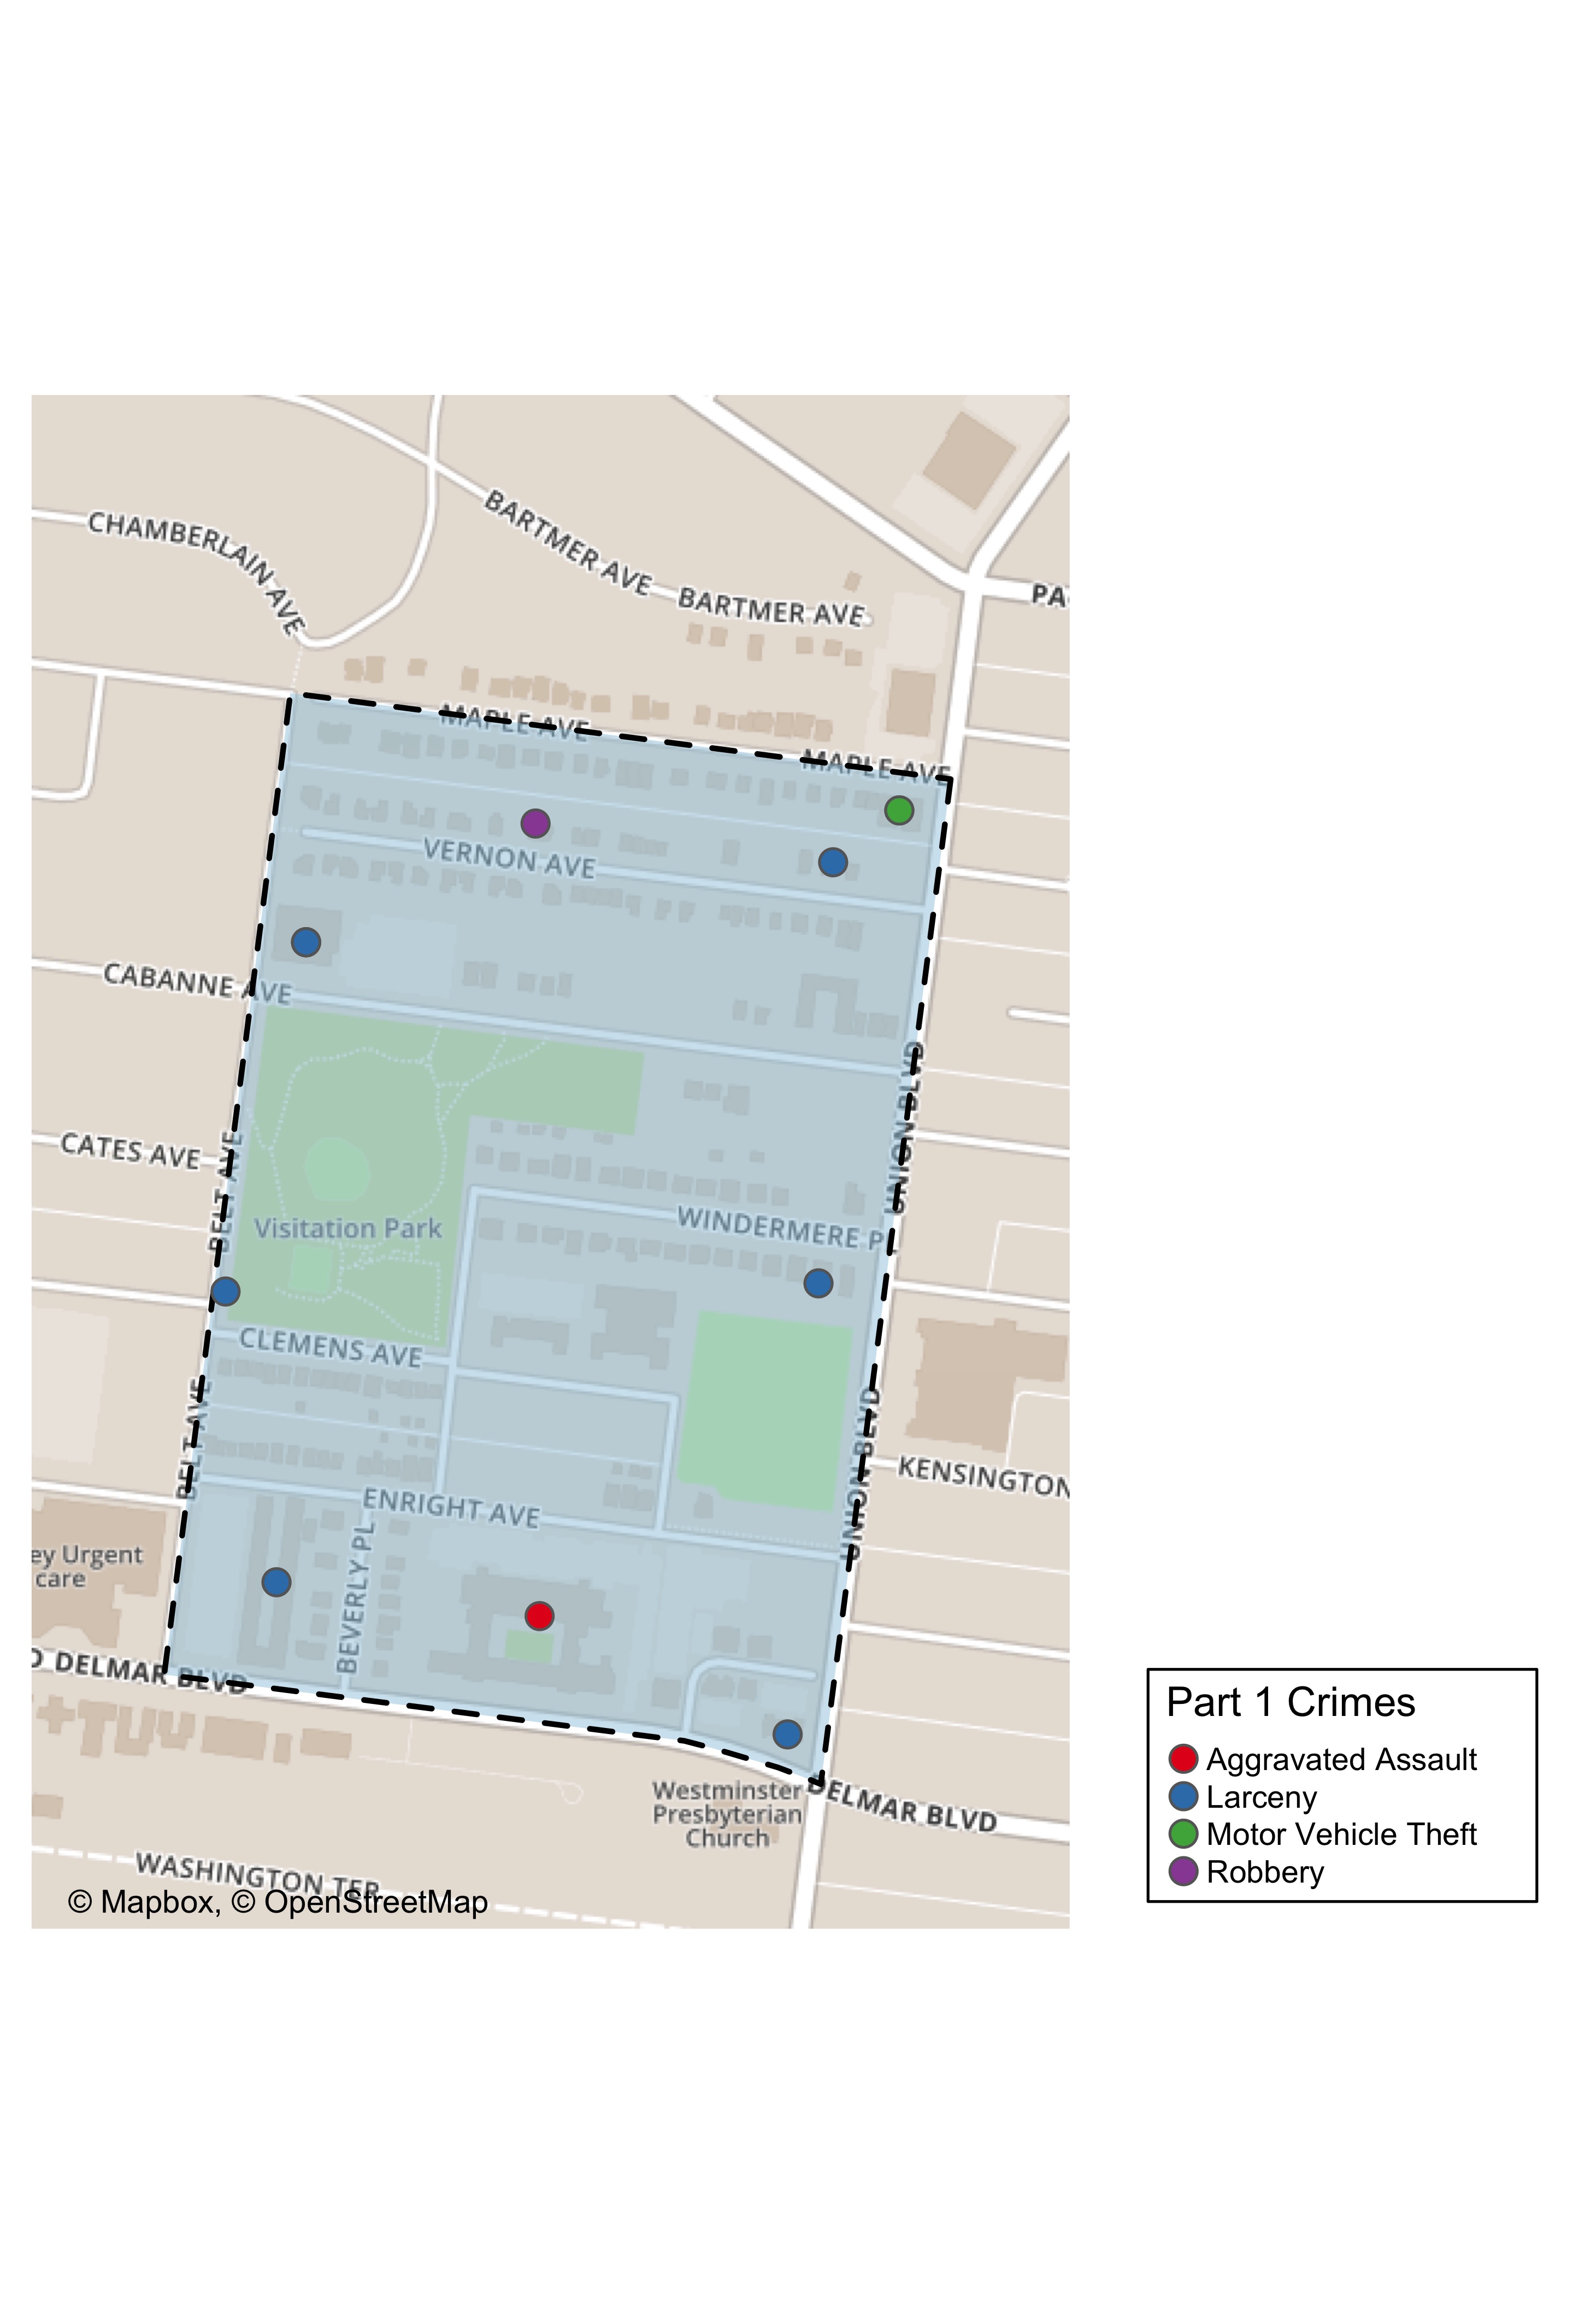 CHAMBERLAIN AVE
BARTMER AVE
BARTMER AVE
PA
MAPLE AVE
MAPLE AVE
VERNON AVE
CABANNE AVE
UNION BLVD
CATES AVE
BELT AVE
Visitation Park
WINDERMERE P
CLEMENS AVE
BELT AVE
UNION BLVD
KENSINGTON
ENRIGHT AVE
UNION BLVD
BEVERLY PL
ey Urgent
care
O DELMAR BLVD
Westminster
Presbyterian
Church
DELMAR BLVD
WASHINGTON TER
© Mapbox, © OpenStreetMap
Part 1 Crimes
Aggravated Assault
Larceny
Motor Vehicle Theft
Robbery